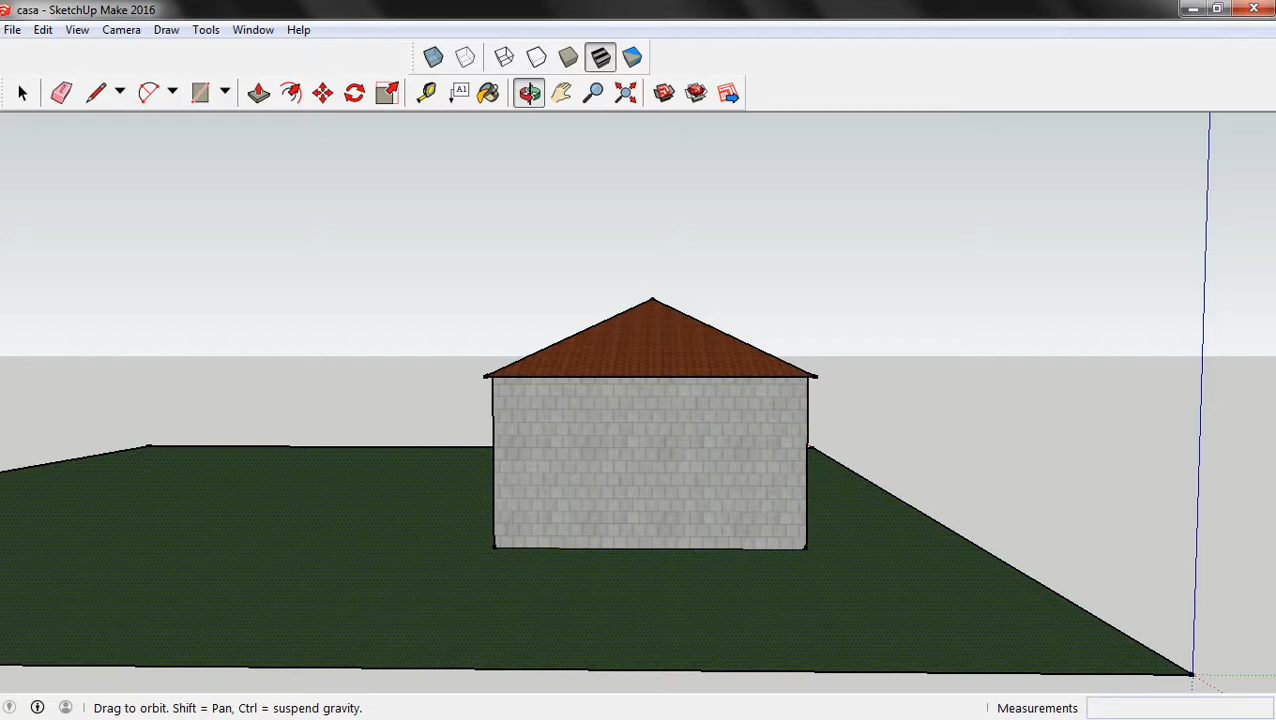 casa - SketchUp Make 2016
File Edit View Camera Draw Tools Window Help
A1
Drag to orbit. Shift = Pan, Ctrl = suspend gravity.
Measurements